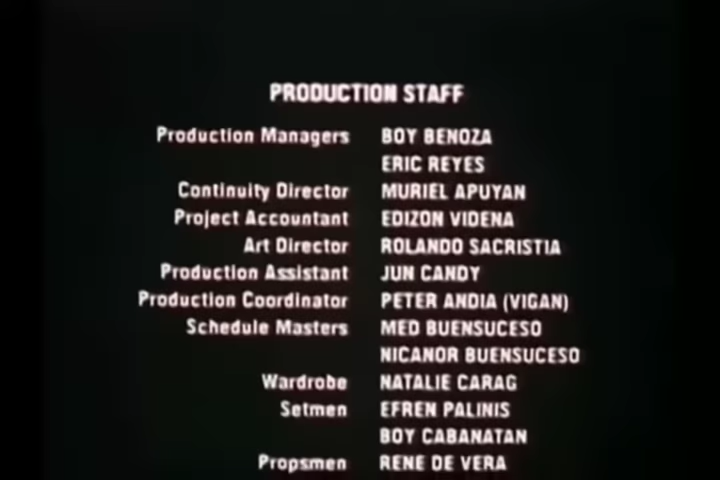 PRODUCTION STAFF
Production Managers BOY BENOZA
ERIC REYES
Continuity Director MURIEL APUYAN
Project Accountant EDIZON VIDENA
Art Director ROLANDO SACRISTIA
Production Assistant JUN CANDY
Production Coordinator PETER ANDIA (VIGAN)
Schedule Masters MED BUENSUCESO
NICANOR BUENSUCESO
Wardrobe NATALIE CARAG
Setmen EFREN PALINIS
BOY CABANATAN
Propsmen RENE DE VERA